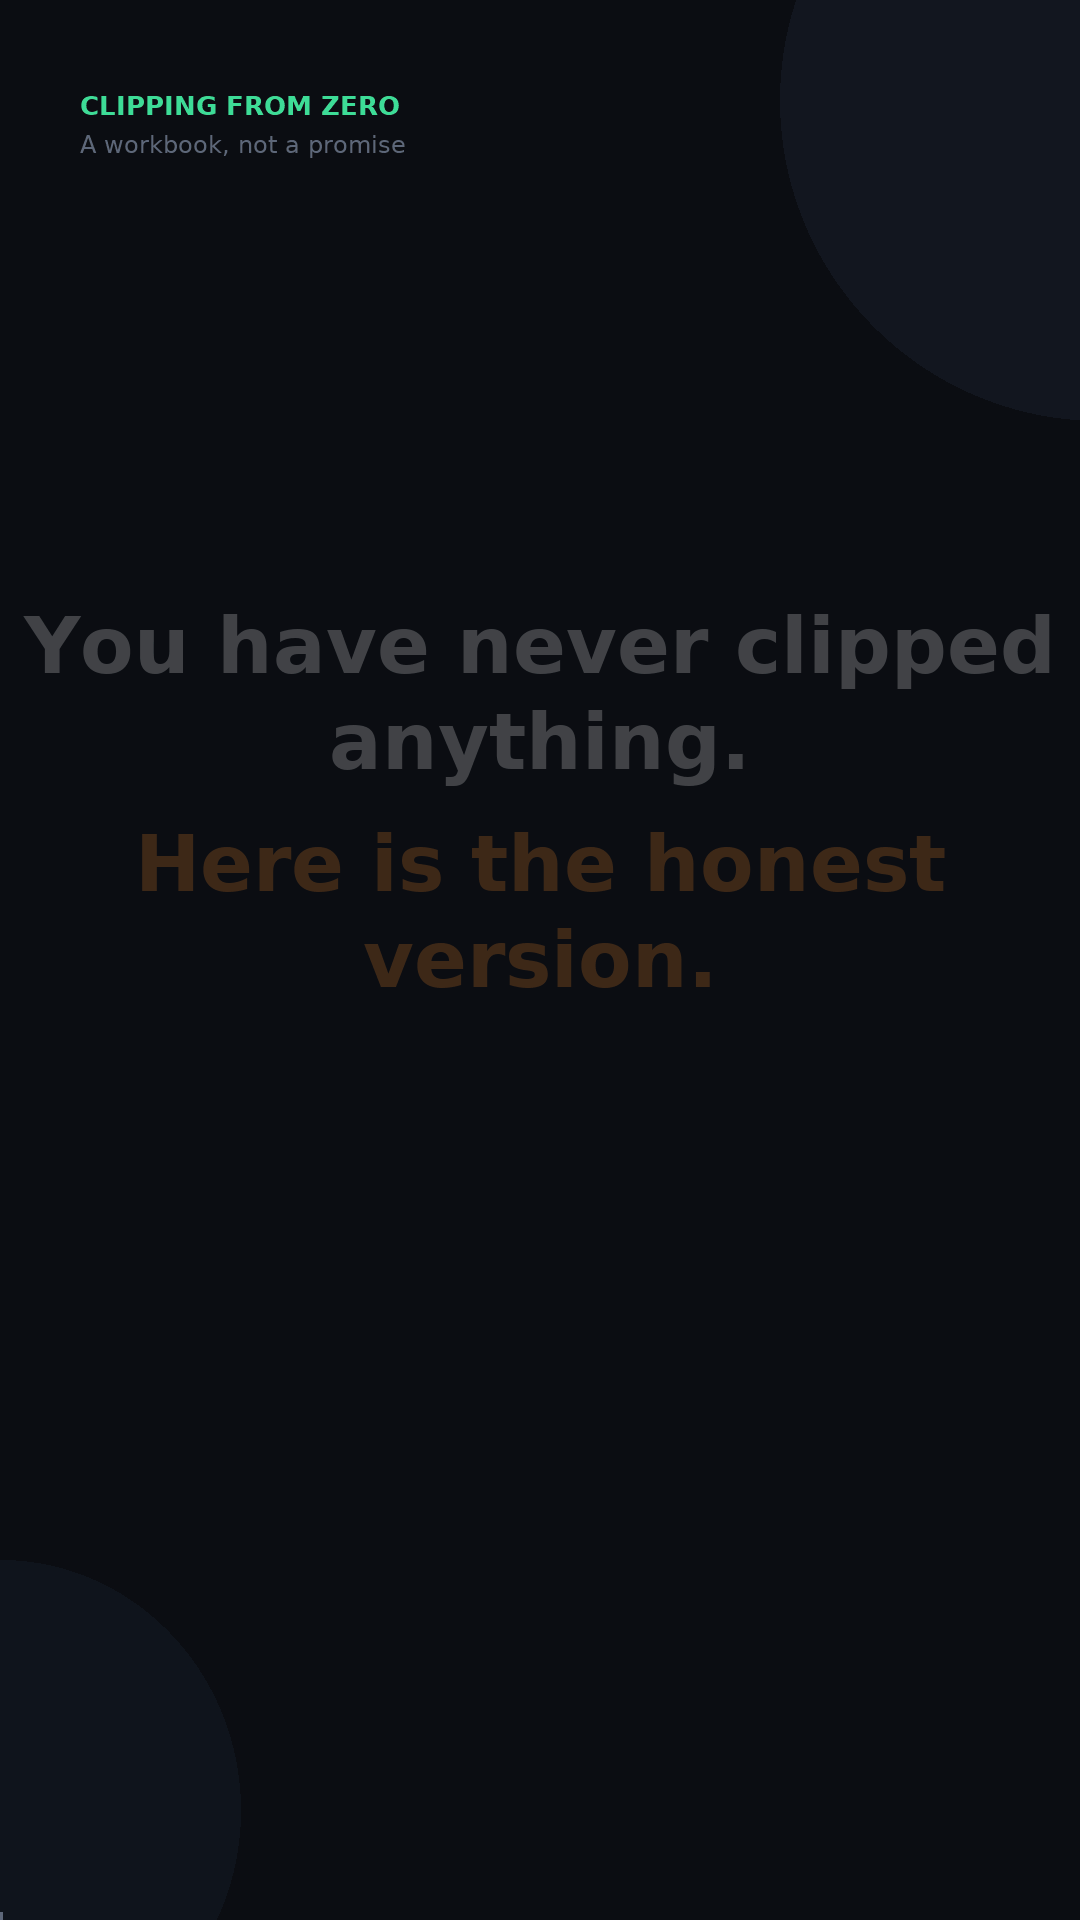 CLIPPING FROM ZERO
A workbook, not a promise
You have never clipped
anything.
Here is the honest
version.